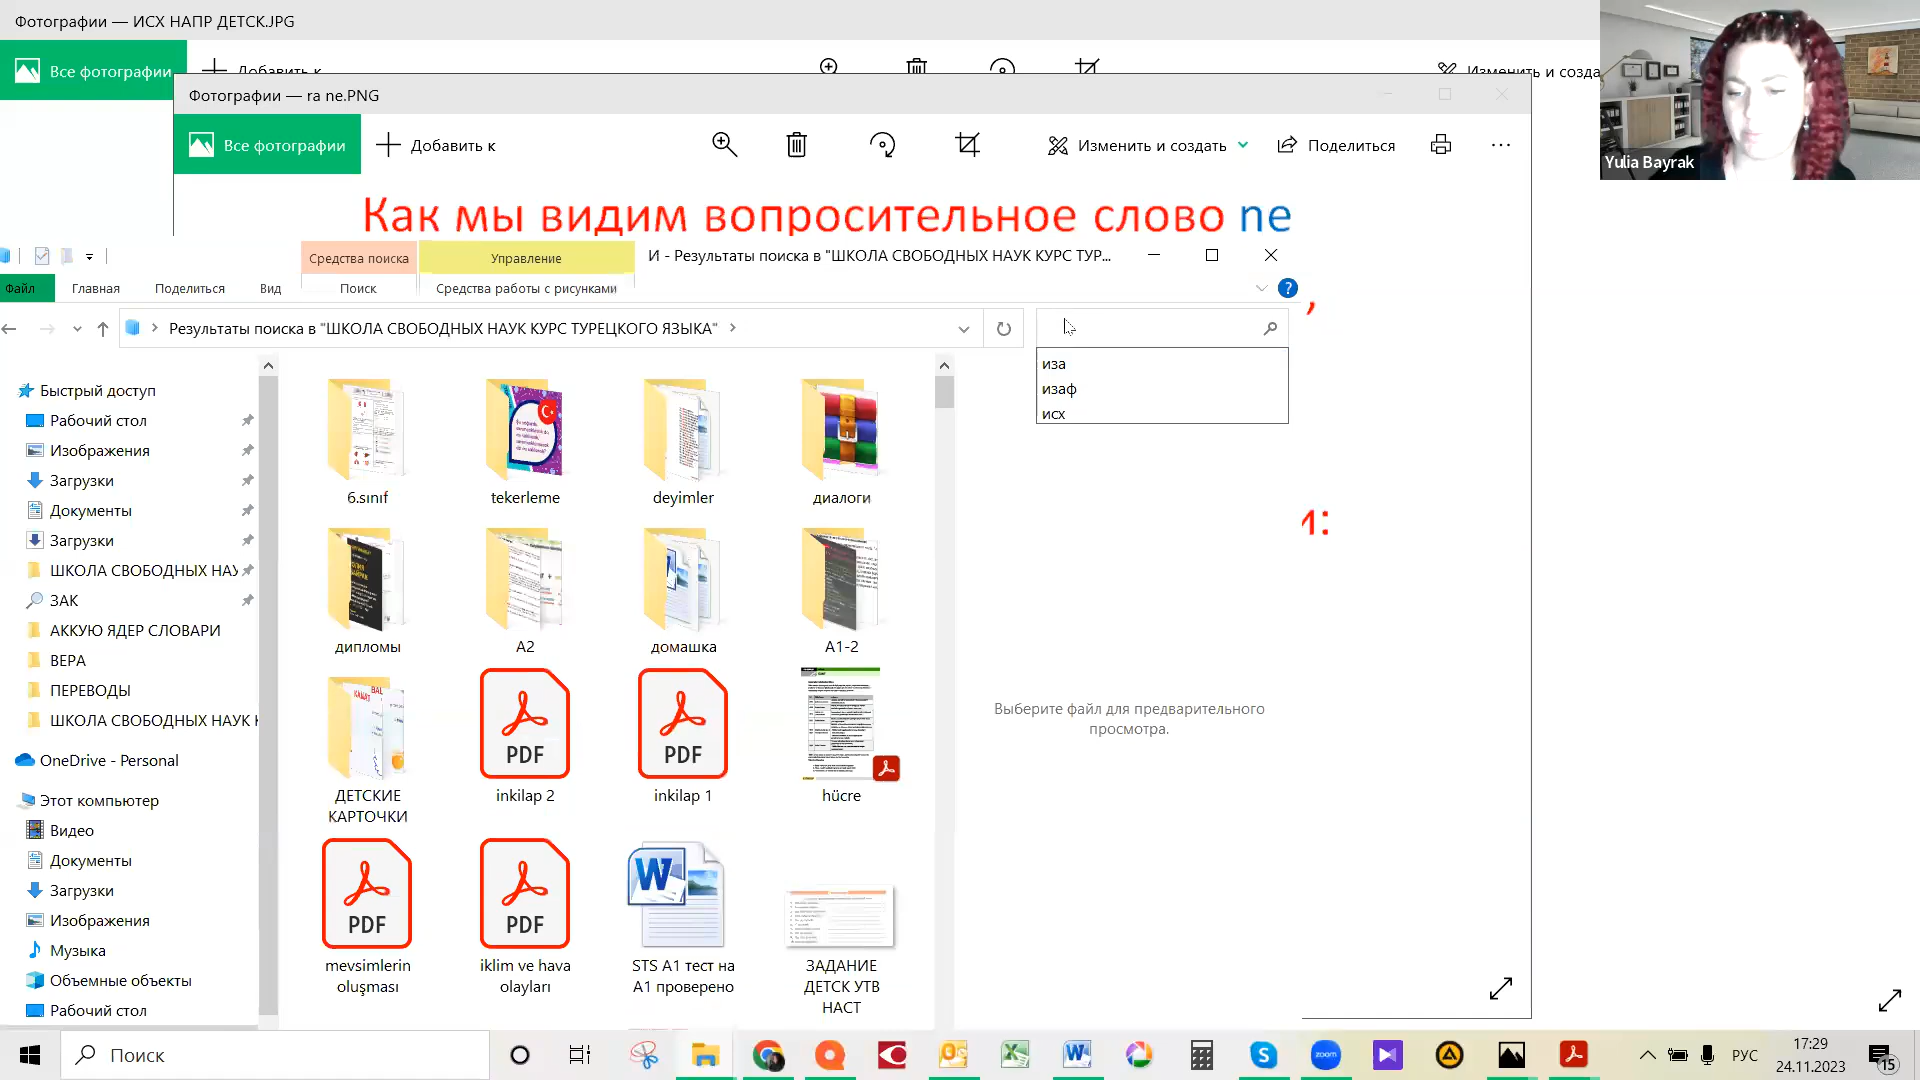 Фотографии — ИСХ НАПР ДЕТСК.JPG
Все фотографии
Добавить к
Изменить и созда
Yulia Bayrak
Фотографии — ra ne.PNG
Все фотографии
Добавить к
Изменить и создать
Поделиться
Как мы видим вопросительное слово ne
и:
Средства поиска
Управление
И - Результаты поиска в "ШКОЛА СВОБОДНЫХ НАУК КУРС ТУР...
Файл
Главная
Поделиться
Вид
Поиск
Средства работы с рисунками
Результаты поиска в "ШКОЛА СВОБОДНЫХ НАУК КУРС ТУРЕЦКОГО ЯЗЫКА"
иза
изаф
исх
Быстрый доступ
Рабочий стол
Изображения
Загрузки
Документы
Загрузки
ШКОЛА СВОБОДНЫХ НАУ
ЗАК
АККУЮ ЯДЕР СЛОВАРИ
ВЕРА
ПЕРЕВОДЫ
ШКОЛА СВОБОДНЫХ НАУК К
OneDrive - Personal
Этот компьютер
Видео
Документы
Загрузки
Изображения
Музыка
Объемные объекты
Рабочий стол
6.sınıf
tekerleme
deyimler
диалоги
дипломы
A2
домашка
A1-2
ДЕТСКИЕ
КАРТОЧКИ
PDF
inkilap 2
PDF
inkilap 1
hücre
PDF
mevsimlerin
oluşması
PDF
iklim ve hava
olayları
STS A1 тест на
A1 проверено
ЗАДАНИЕ
ДЕТСК УТВ
НАСТ
Выберите файл для предварительного
просмотра.
Поиск
zoom
РУС
17:29
24.11.2023
15